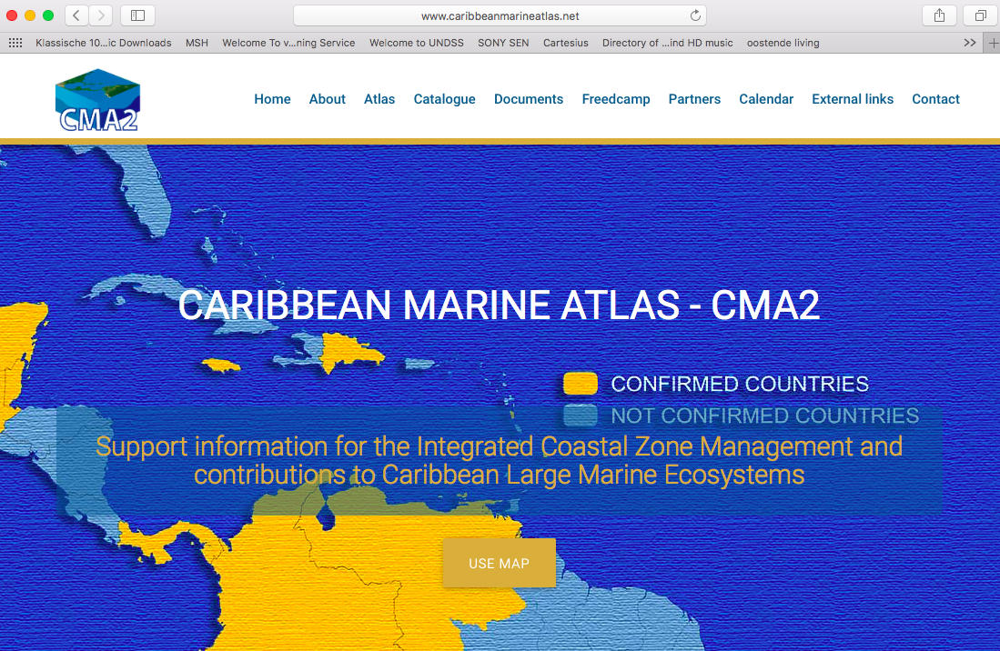 www.caribbeanmarineatlas.net
Klassische 10...ic Downloads MSH Welcome To v...ning Service Welcome to UNDSS SONY SEN Cartesius Directory of ...ind HD music oostende living >>
CMA2
Home About Atlas Catalogue Documents Freedcamp Partners Calendar External links Contact
CARIBBEAN MARINE ATLAS - CMA2
CONFIRMED COUNTRIES
NOT CONFIRMED COUNTRIES
Support information for the Integrated Coastal Zone Management and
contributions to Caribbean Large Marine Ecosystems
USE MAP